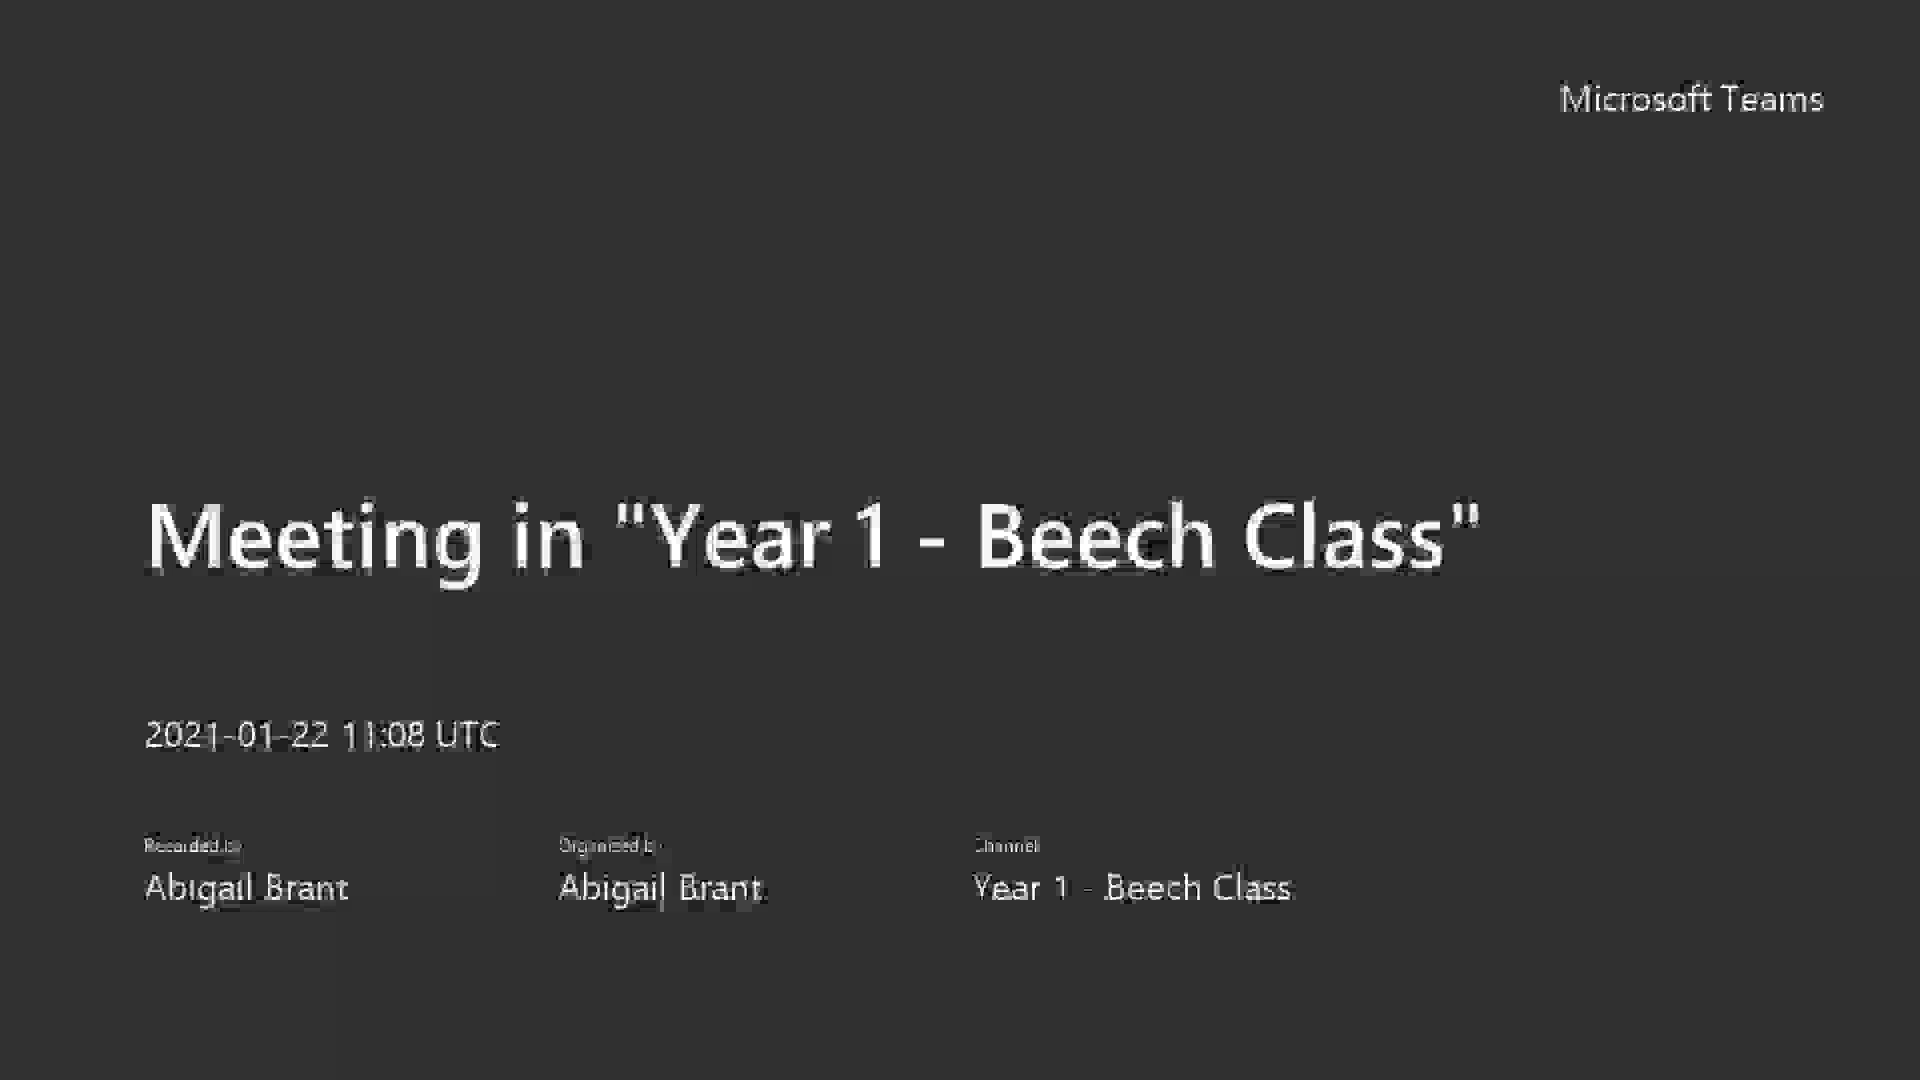 Microsoft Teams
Meeting in "Year 1 - Beech Class"
2021-01-22 11:08 UTC
Recorded by
Organized by
Channel
Abigail Brant
Abigail Brant
Year 1 - Beech Class